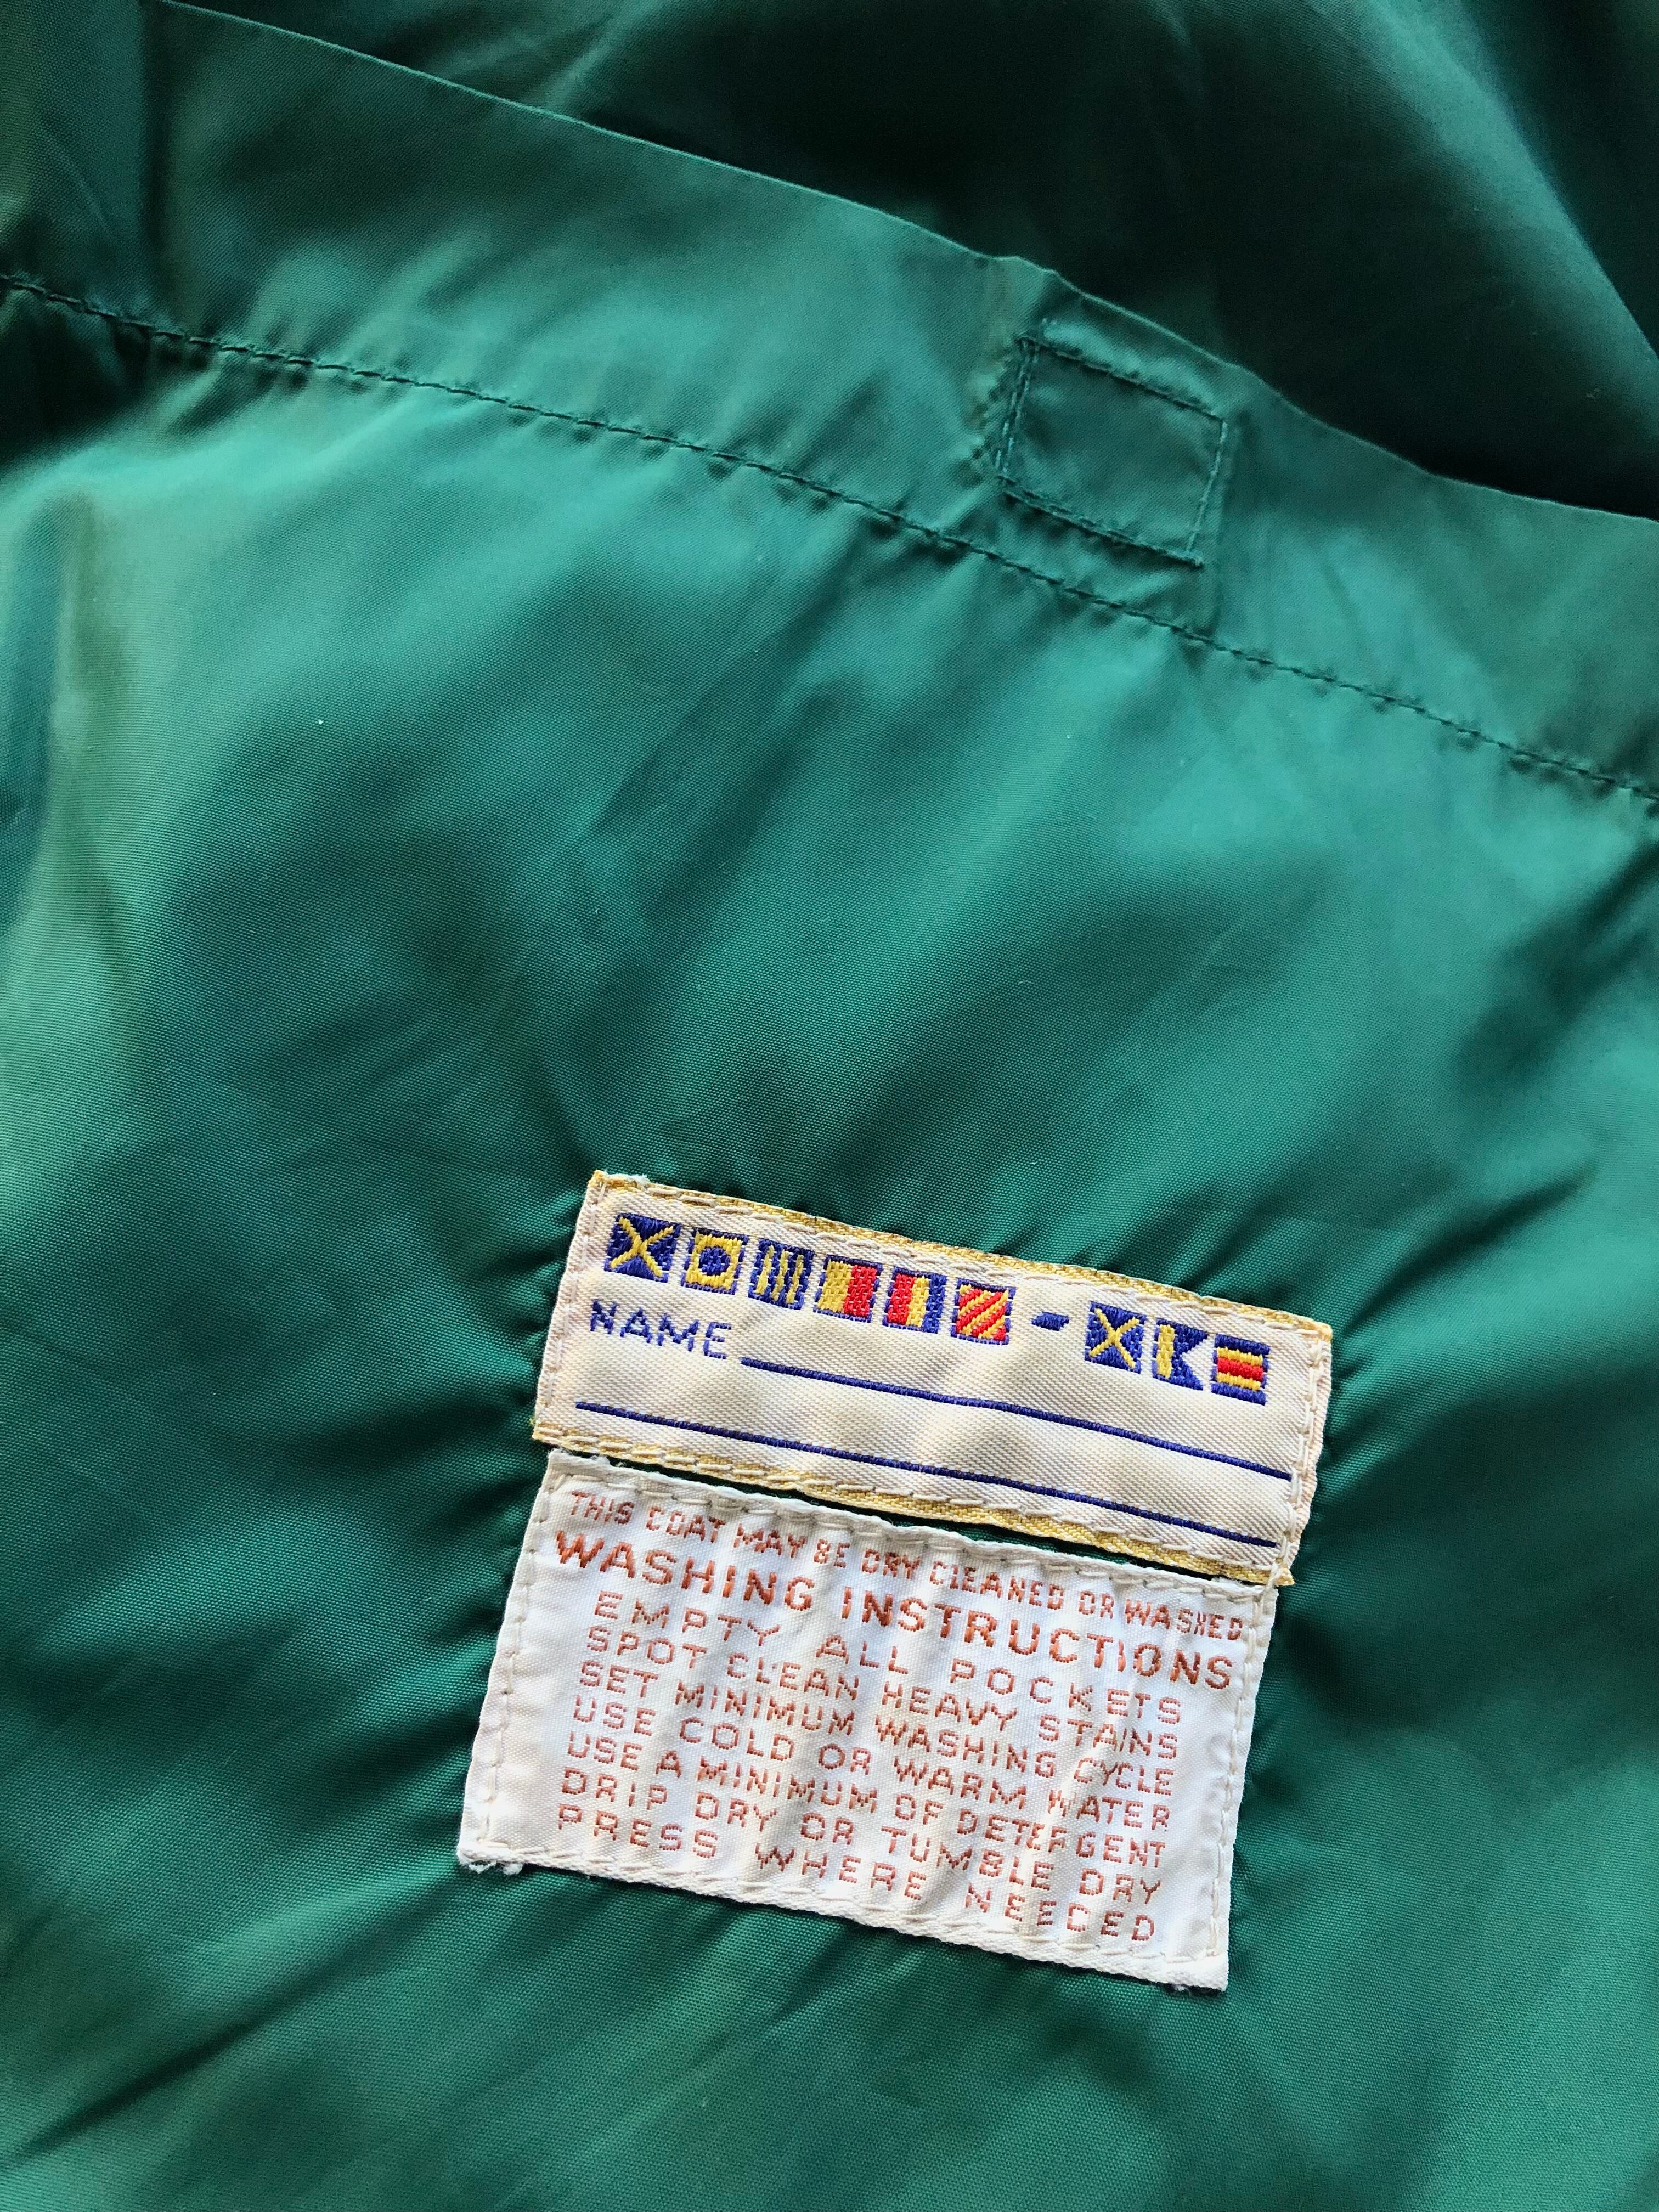 NAME
THIS COAT MAY BE DRY CLEANED OR WASHED
WASHING INSTRUCTIONS
EMPTY ALL POCKETS
SPOT CLEAN HEAVY STAINS
SET MINIMUM WASHING CYCLE
USE COLD OR WARM WATER
USE A MINIMUM OF DETERGENT
DRIP DRY OR TUMBLE DRY
PRESS WHERE NEEDED